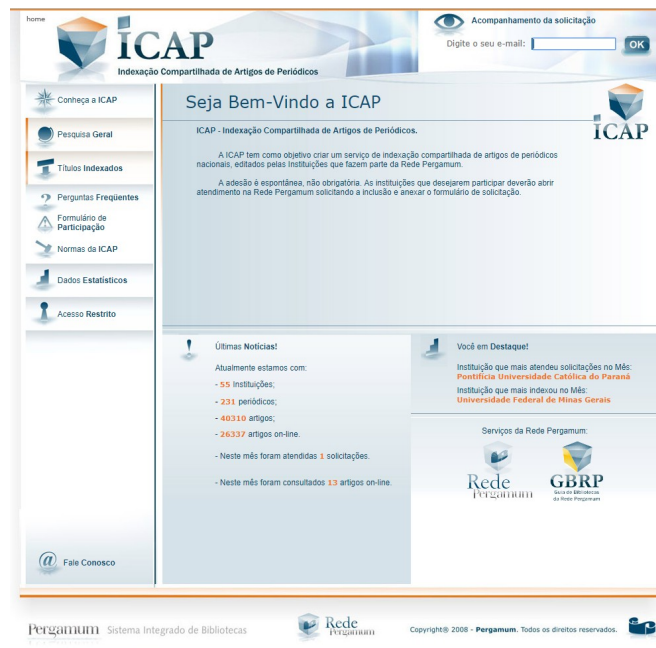 home
ICAP
Indexação Compartilhada de Artigos de Periódicos
Acompanhamento da solicitação
Digite o seu e-mail:
OK
Conheça a ICAP
Pesquisa Geral
Títulos Indexados
Perguntas Freqüentes
Formulário de
Participação
Normas da ICAP
Dados Estatísticos
Acesso Restrito
Fale Conosco
Seja Bem-Vindo a ICAP
ICAP
ICAP - Indexação Compartilhada de Artigos de Periódicos.
A ICAP tem como objetivo criar um serviço de indexação compartilhada de artigos de periódicos
nacionais, editados pelas Instituições que fazem parte da Rede Pergamum.
A adesão é espontânea, não obrigatória. As instituições que desejarem participar deverão abrir
atendimento na Rede Pergamum solicitando a inclusão e anexar o formulário de solicitação.
Últimas Notícias!
Atualmente estamos com:
- 55 Instituições;
- 231 periódicos;
- 40310 artigos;
- 26337 artigos on-line.
- Neste mês foram atendidas 1 solicitações.
- Neste mês foram consultados 13 artigos on-line.
Você em Destaque!
Instituição que mais atendeu solicitações no Mês:
Pontifícia Universidade Católica do Paraná
Instituição que mais indexou no Mês:
Universidade Federal de Minas Gerais
Serviços da Rede Pergamum:
Rede
Pergamum
GBRP
Guia de Bibliotecas
da Rede Pergamum
Pergamum Sistema Integrado de Bibliotecas
Rede
Pergamum
Copyright® 2008 - Pergamum. Todos os direitos reservados.